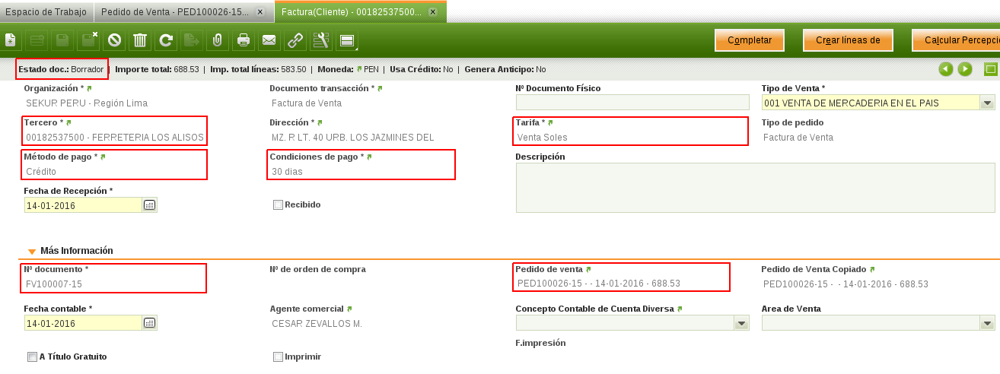 Espacio de Trabajo Pedido de Venta - PED100026-15... x Factura(Cliente) - 00182537500... x
Completar Crear líneas de Calcular Percepci
Estado doc.: Borrador | Importe total: 688.53 | Imp. total líneas: 583.50 | Moneda: PEN | Usa Crédito: No | Genera Anticipo: No
Organización * Documento transacción * Nº Documento Físico Tipo de Venta *
SEKUR PERU - Región Lima Factura de Venta 001 VENTA DE MERCADERIA EN EL PAIS
Tercero * Dirección * Tarifa * Tipo de pedido
00182537500 - FERRETERIA LOS ALISOS MZ. R LT. 40 URB. LOS JAZMINES DEL Venta Soles Factura de Venta
Método de pago * Condiciones de pago * Descripción
Crédito 30 dias
Fecha de Recepción *
14-01-2016 Recibido
Más Información
Nº documento * Nº de orden de compra Pedido de venta Pedido de Venta Copiado
FV100007-15 PED100026-15 - - 14-01-2016 - 688.53 PED100026-15 - - 14-01-2016 - 688.53
Fecha contable * Agente comercial Concepto Contable de Cuenta Diversa Area de Venta
14-01-2016 CESAR ZEVALLOS M.
F.impresión
A Título Gratuito Imprimir